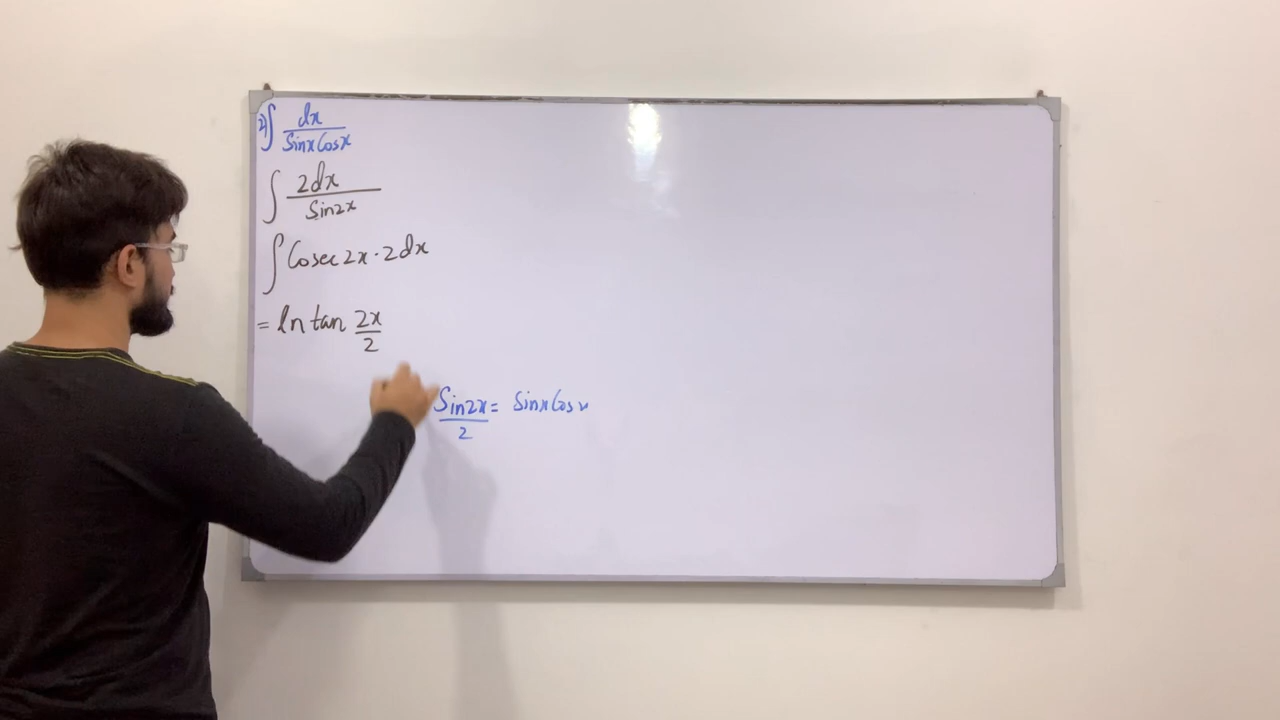 2) ∫ dx / Sinx Cosx
∫ 2dx / Sin2x
∫ Cosec 2x · 2dx
= ln tan 2x / 2
Sin2x / 2 = Sinx Cosx